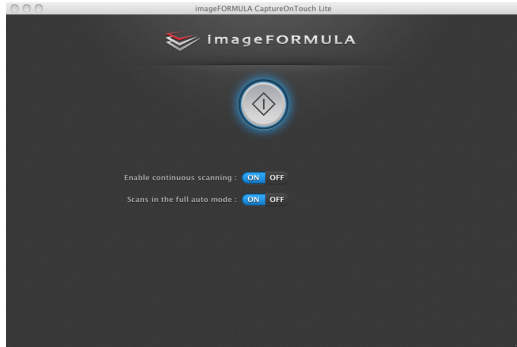 imageFORMULA CaptureOnTouch Lite
imageFORMULA
Enable continuous scanning : ON OFF
Scans in the full auto mode : ON OFF